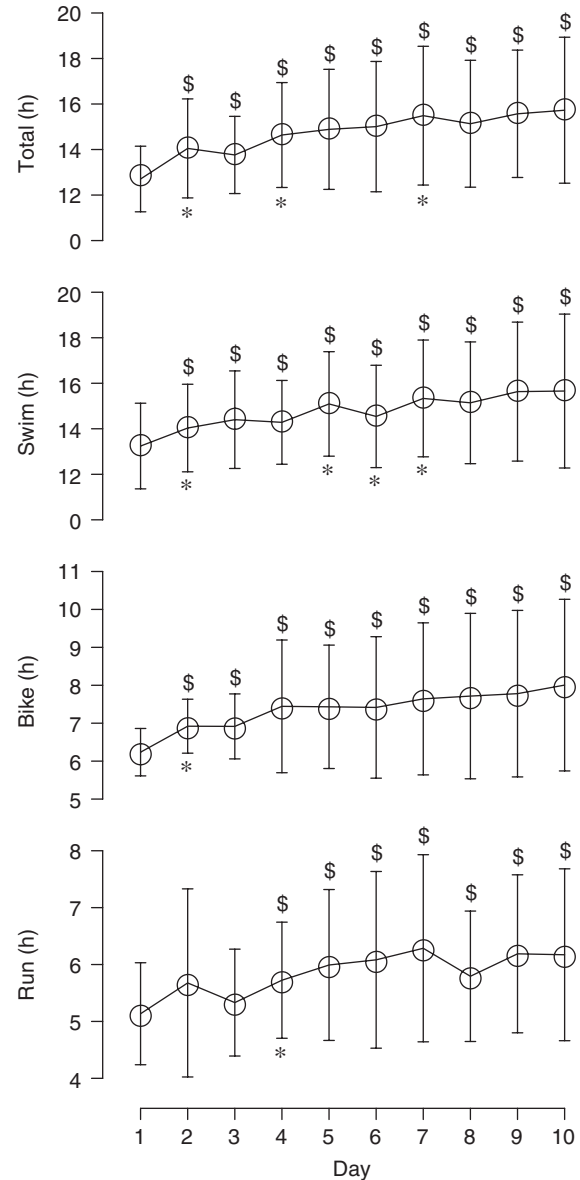 Total (h)
20
18
16
14
12
0
$ $ $ $ $ $ $ $ $
* * *
Swim (h)
20
18
16
14
12
0
$ $ $ $ $ $ $ $ $
* * * *
Bike (h)
11
10
9
8
7
6
5
$ $ $ $ $ $ $ $ $
*
Run (h)
8
7
6
5
4
$ $ $ $ $ $ $
*
1 2 3 4 5 6 7 8 9 10
Day